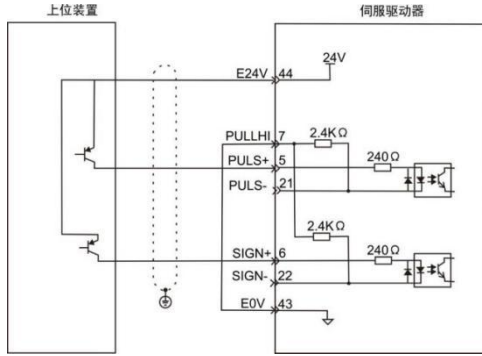 上位装置
伺服驱动器
24V
E24V 44
PULLHI 7
2.4KΩ
PULS+ 5
240Ω
PULS- 21
2.4KΩ
SIGN+ 6
240Ω
SIGN- 22
E0V 43